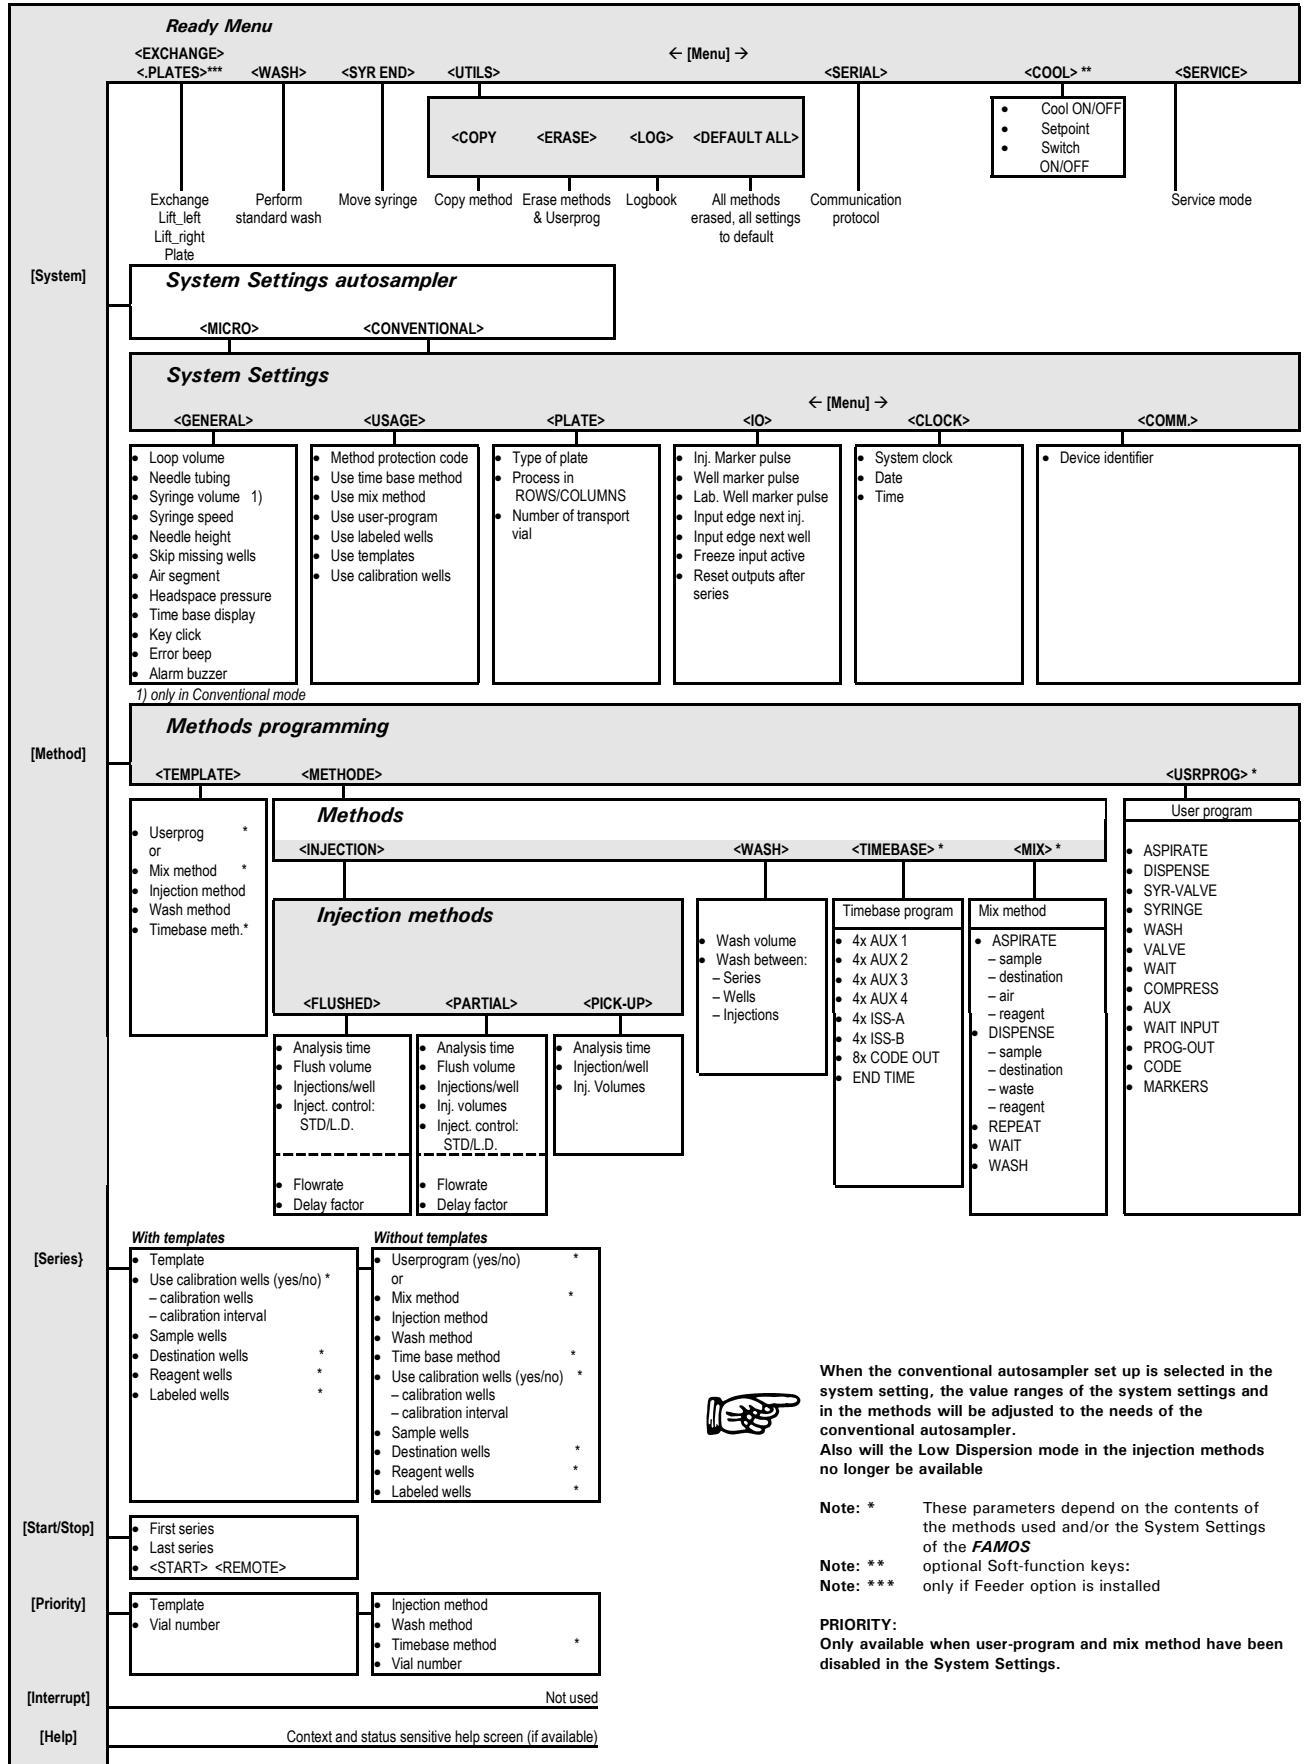 Ready Menu
<EXCHANGE>
<.PLATES>***
<WASH>
<SYR END>
<UTILS>
← [Menu] →
<SERIAL>
<COOL> **
<SERVICE>
<COPY
<ERASE>
<LOG>
<DEFAULT ALL>
• Cool ON/OFF
• Setpoint
• Switch
ON/OFF
Exchange
Lift_left
Lift_right
Plate
Perform
standard wash
Move syringe
Copy method
Erase methods
& Userprog
Logbook
All methods
erased, all settings
to default
Communication
protocol
Service mode
[System]
System Settings autosampler
<MICRO>
<CONVENTIONAL>
System Settings
← [Menu] →
<GENERAL>
<USAGE>
<PLATE>
<IO>
<CLOCK>
<COMM.>
• Loop volume
• Needle tubing
• Syringe volume 1)
• Syringe speed
• Needle height
• Skip missing wells
• Air segment
• Headspace pressure
• Time base display
• Key click
• Error beep
• Alarm buzzer
• Method protection code
• Use time base method
• Use mix method
• Use user-program
• Use labeled wells
• Use templates
• Use calibration wells
• Type of plate
• Process in
ROWS/COLUMNS
• Number of transport
vial
• Inj. Marker pulse
• Well marker pulse
• Lab. Well marker pulse
• Input edge next inj.
• Input edge next well
• Freeze input active
• Reset outputs after
series
• System clock
• Date
• Time
• Device identifier
1) only in Conventional mode
[Method]
Methods programming
<TEMPLATE>
<METHODE>
<USRPROG> *
• Userprog *
or
• Mix method *
• Injection method
• Wash method
• Timebase meth.*
Methods
<INJECTION>
<WASH>
<TIMEBASE> *
<MIX> *
Injection methods
<FLUSHED>
<PARTIAL>
<PICK-UP>
• Analysis time
• Flush volume
• Injections/well
• Inject. control:
STD/L.D.
• Flowrate
• Delay factor
• Analysis time
• Flush volume
• Injections/well
• Inj. volumes
• Inject. control:
STD/L.D.
• Flowrate
• Delay factor
• Analysis time
• Injection/well
• Inj. Volumes
• Wash volume
• Wash between:
– Series
– Wells
– Injections
Timebase program
• 4x AUX 1
• 4x AUX 2
• 4x AUX 3
• 4x AUX 4
• 4x ISS-A
• 4x ISS-B
• 8x CODE OUT
• END TIME
Mix method
• ASPIRATE
– sample
– destination
– air
– reagent
• DISPENSE
– sample
– destination
– waste
– reagent
• REPEAT
• WAIT
• WASH
User program
• ASPIRATE
• DISPENSE
• SYR-VALVE
• SYRINGE
• WASH
• VALVE
• WAIT
• COMPRESS
• AUX
• WAIT INPUT
• PROG-OUT
• CODE
• MARKERS
[Series}
With templates
• Template
• Use calibration wells (yes/no) *
– calibration wells
– calibration interval
• Sample wells
• Destination wells *
• Reagent wells *
• Labeled wells *
Without templates
• Userprogram (yes/no) *
or
• Mix method *
• Injection method
• Wash method
• Time base method *
• Use calibration wells (yes/no) *
– calibration wells
– calibration interval
• Sample wells
• Destination wells *
• Reagent wells *
• Labeled wells *
When the conventional autosampler set up is selected in the
system setting, the value ranges of the system settings and
in the methods will be adjusted to the needs of the
conventional autosampler.
Also will the Low Dispersion mode in the injection methods
no longer be available
Note: * These parameters depend on the contents of
the methods used and/or the System Settings
of the FAMOS
Note: ** optional Soft-function keys:
Note: *** only if Feeder option is installed
PRIORITY:
Only available when user-program and mix method have been
disabled in the System Settings.
[Start/Stop]
• First series
• Last series
• <START> <REMOTE>
[Priority]
• Template
• Vial number
• Injection method
• Wash method
• Timebase method *
• Vial number
[Interrupt]
Not used
[Help]
Context and status sensitive help screen (if available)